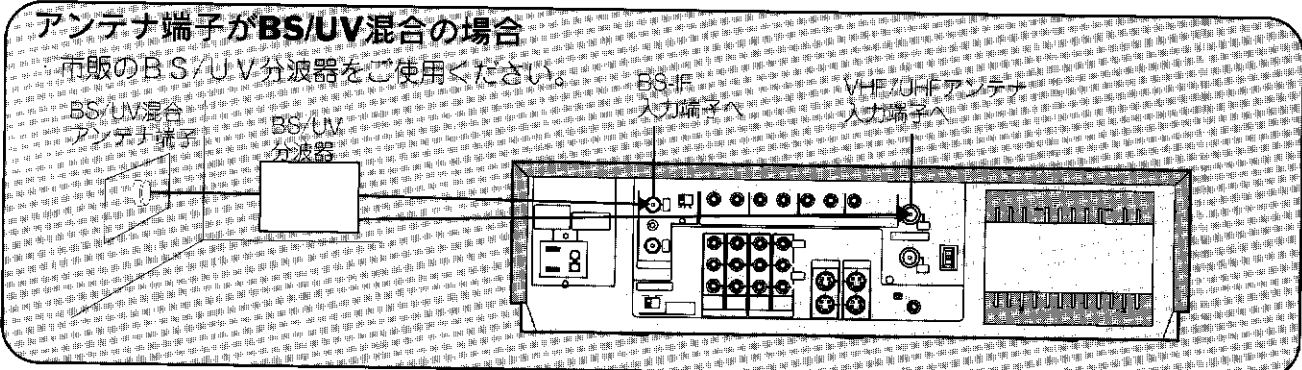 アンテナ端子がBS/UV混合の場合
市販のBS/UV分波器をご使用ください。
BS/UV混合
アンテナ端子
BS/UV
分波器
BS-IF
入力端子へ
VHF/UHFアンテナ
入力端子へ